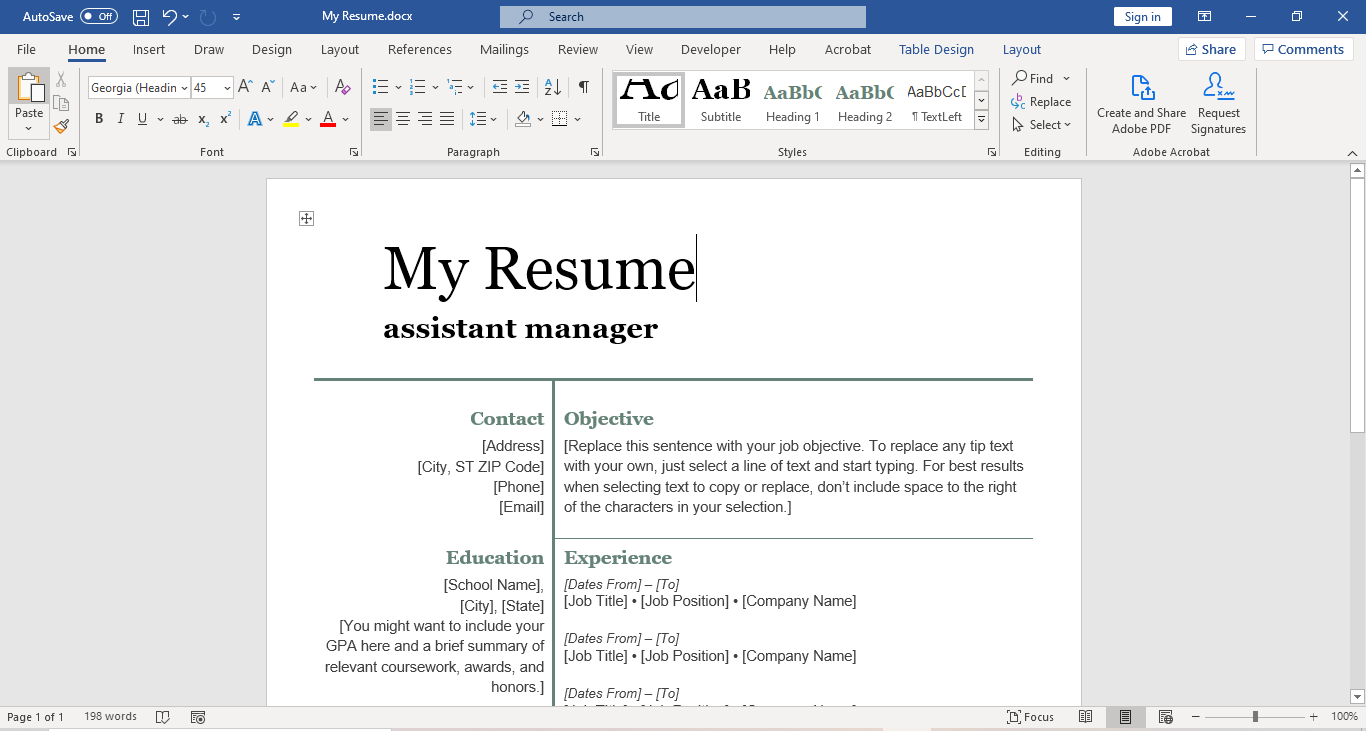 AutoSave Off My Resume.docx Search Sign in
File Home Insert Draw Design Layout References Mailings Review View Developer Help Acrobat Table Design Layout Share Comments
Paste
Georgia (Headin 45
Aa
B I U ab x2 x2 A A
Title
AaB Subtitle
AaBbC Heading 1
AaBbC Heading 2
AaBbCcD ¶ TextLeft
Find
Replace
Select
Create and Share
Adobe PDF
Request
Signatures
Clipboard Font Paragraph Styles Editing Adobe Acrobat
My Resume
assistant manager
Contact
[Address]
[City, ST ZIP Code]
[Phone]
[Email]
Objective
[Replace this sentence with your job objective. To replace any tip text
with your own, just select a line of text and start typing. For best results
when selecting text to copy or replace, don’t include space to the right
of the characters in your selection.]
Education
[School Name],
[City], [State]
[You might want to include your
GPA here and a brief summary of
relevant coursework, awards, and
honors.]
Experience
[Dates From] – [To]
[Job Title] • [Job Position] • [Company Name]
[Dates From] – [To]
[Job Title] • [Job Position] • [Company Name]
[Dates From] – [To]
Page 1 of 1 198 words Focus 100%